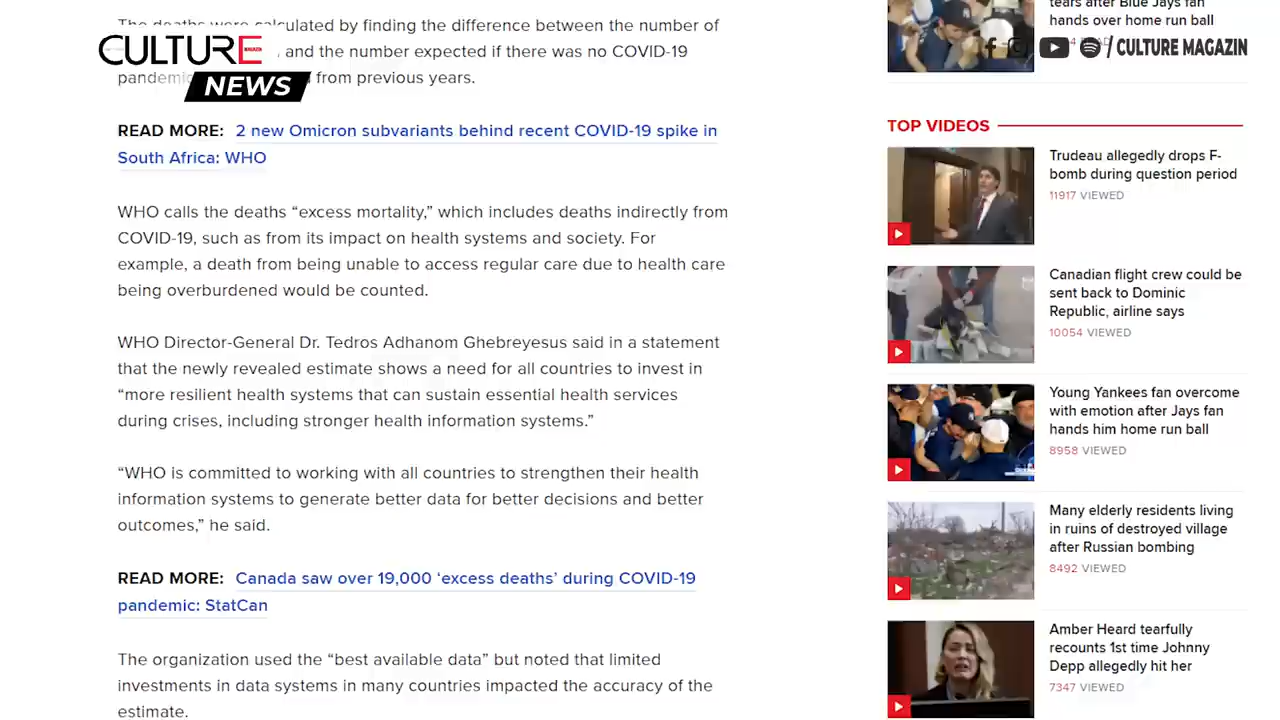 The deaths were calculated by finding the difference between the number of
and the number expected if there was no COVID-19
pandemic from previous years.
CULTURE
NEWS
READ MORE: 2 new Omicron subvariants behind recent COVID-19 spike in
South Africa: WHO
WHO calls the deaths “excess mortality,” which includes deaths indirectly from
COVID-19, such as from its impact on health systems and society. For
example, a death from being unable to access regular care due to health care
being overburdened would be counted.
WHO Director-General Dr. Tedros Adhanom Ghebreyesus said in a statement
that the newly revealed estimate shows a need for all countries to invest in
“more resilient health systems that can sustain essential health services
during crises, including stronger health information systems.”
“WHO is committed to working with all countries to strengthen their health
information systems to generate better data for better decisions and better
outcomes,” he said.
READ MORE: Canada saw over 19,000 ‘excess deaths’ during COVID-19
pandemic: StatCan
The organization used the “best available data” but noted that limited
investments in data systems in many countries impacted the accuracy of the
estimate.
tears after Blue Jays fan
hands over home run ball
/ CULTURE MAGAZIN
TOP VIDEOS
Trudeau allegedly drops F-
bomb during question period
11917 VIEWED
Canadian flight crew could be
sent back to Dominic
Republic, airline says
10054 VIEWED
Young Yankees fan overcome
with emotion after Jays fan
hands him home run ball
8958 VIEWED
Many elderly residents living
in ruins of destroyed village
after Russian bombing
8492 VIEWED
Amber Heard tearfully
recounts 1st time Johnny
Depp allegedly hit her
7347 VIEWED